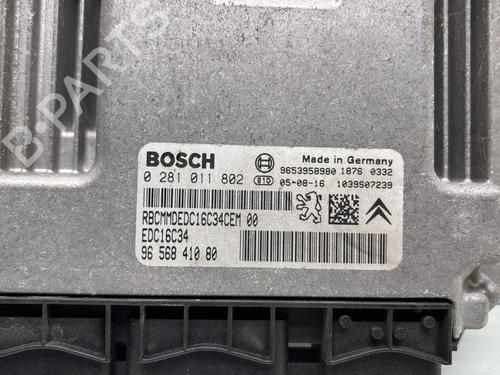 B-PARTS
BOSCH
Made in Germany
9653958980 1876 0332
0 281 011 802 810 05-08-16 1039S07239
RBCMMDEDC16C34CEM 00
EDC16C34
96 568 410 80